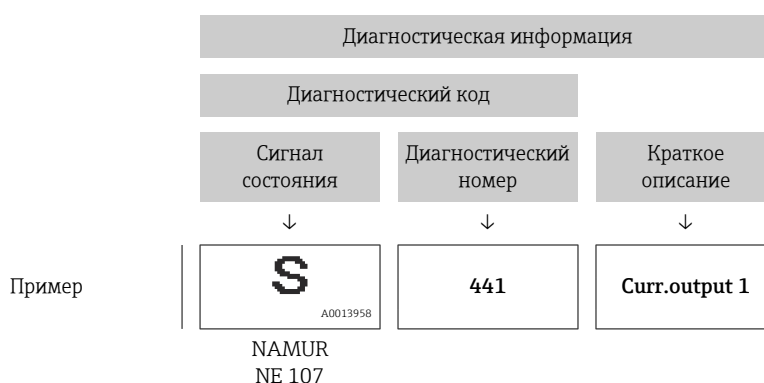 Диагностическая информация
Диагностический код
Сигнал состояния
Диагностический номер
Краткое описание
↓ ↓ ↓
Пример
S
A0013958
441
Curr.output 1
NAMUR
NE 107